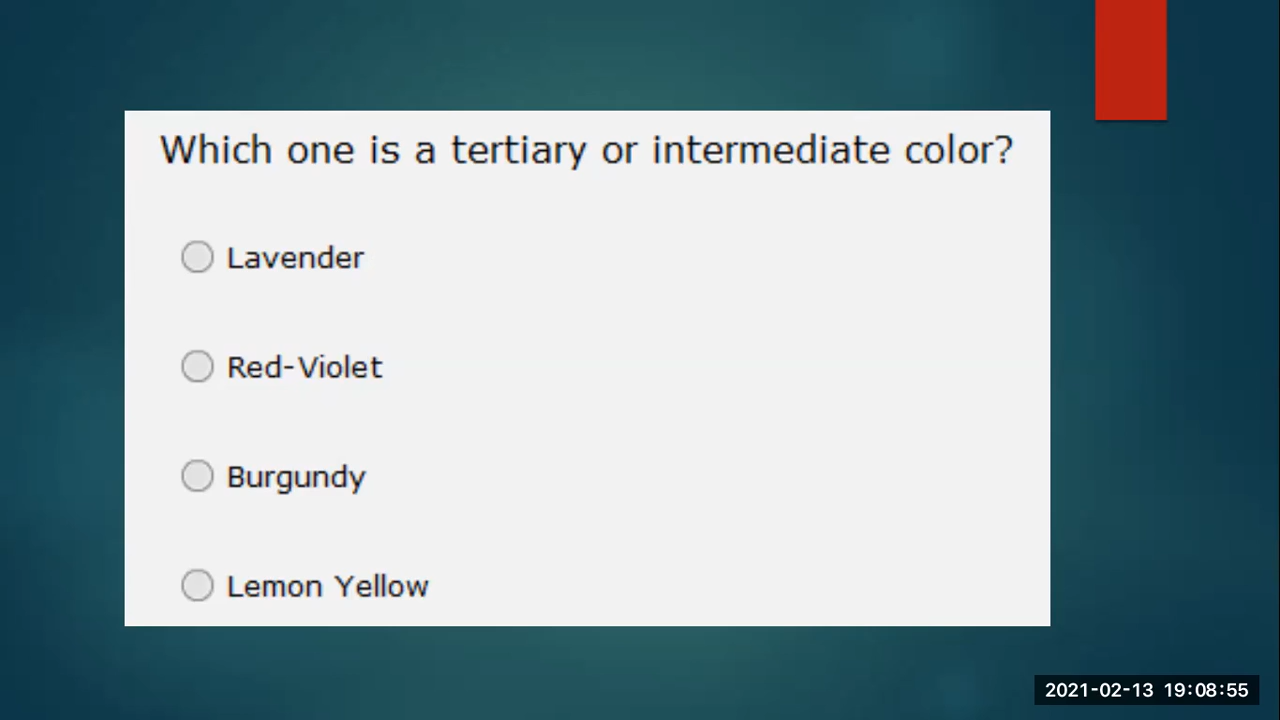 Which one is a tertiary or intermediate color?
Lavender
Red-Violet
Burgundy
Lemon Yellow
2021-02-13 19:08:55